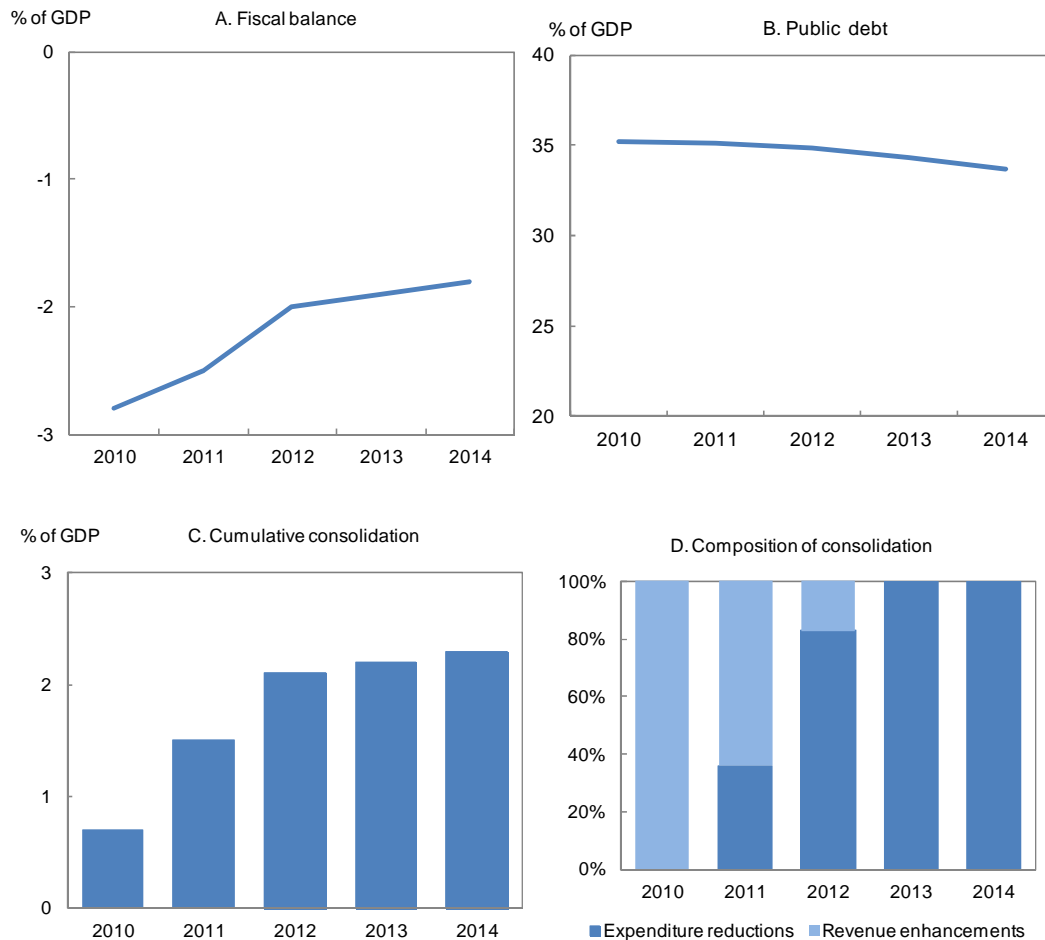 % of GDP
A. Fiscal balance
0
-1
-2
-3
2010 2011 2012 2013 2014
% of GDP
B. Public debt
40
35
30
25
20
2010 2011 2012 2013 2014
% of GDP
C. Cumulative consolidation
3
2
1
0
2010 2011 2012 2013 2014
D. Composition of consolidation
100%
80%
60%
40%
20%
0%
2010 2011 2012 2013 2014
Expenditure reductions Revenue enhancements